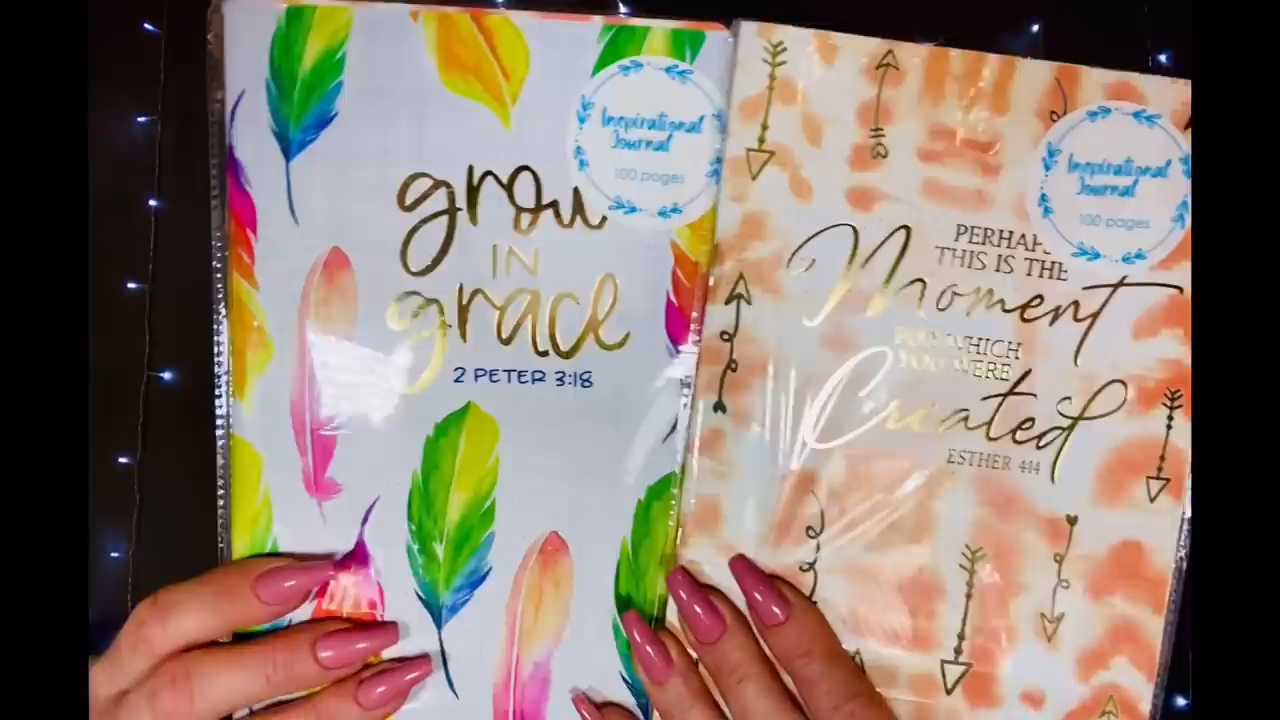 Inspirational
Journal
100 pages
grow
IN
grace
2 PETER 3:18
Inspirational
Journal
100 pages
PERHAPS
THIS IS THE
Moment
FOR WHICH
YOU WERE
Created
ESTHER 4:14